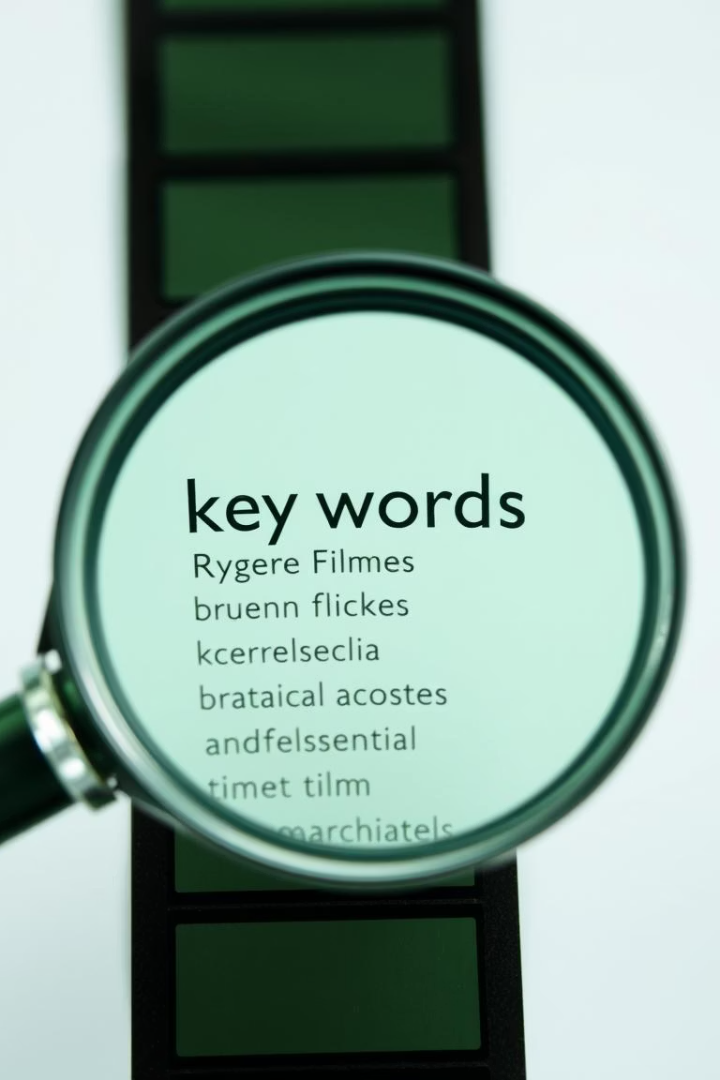 key words
Rygere Filmes
bruenn flickes
kcerrelseclia
brataical acostes
andfelssential
timet tilm